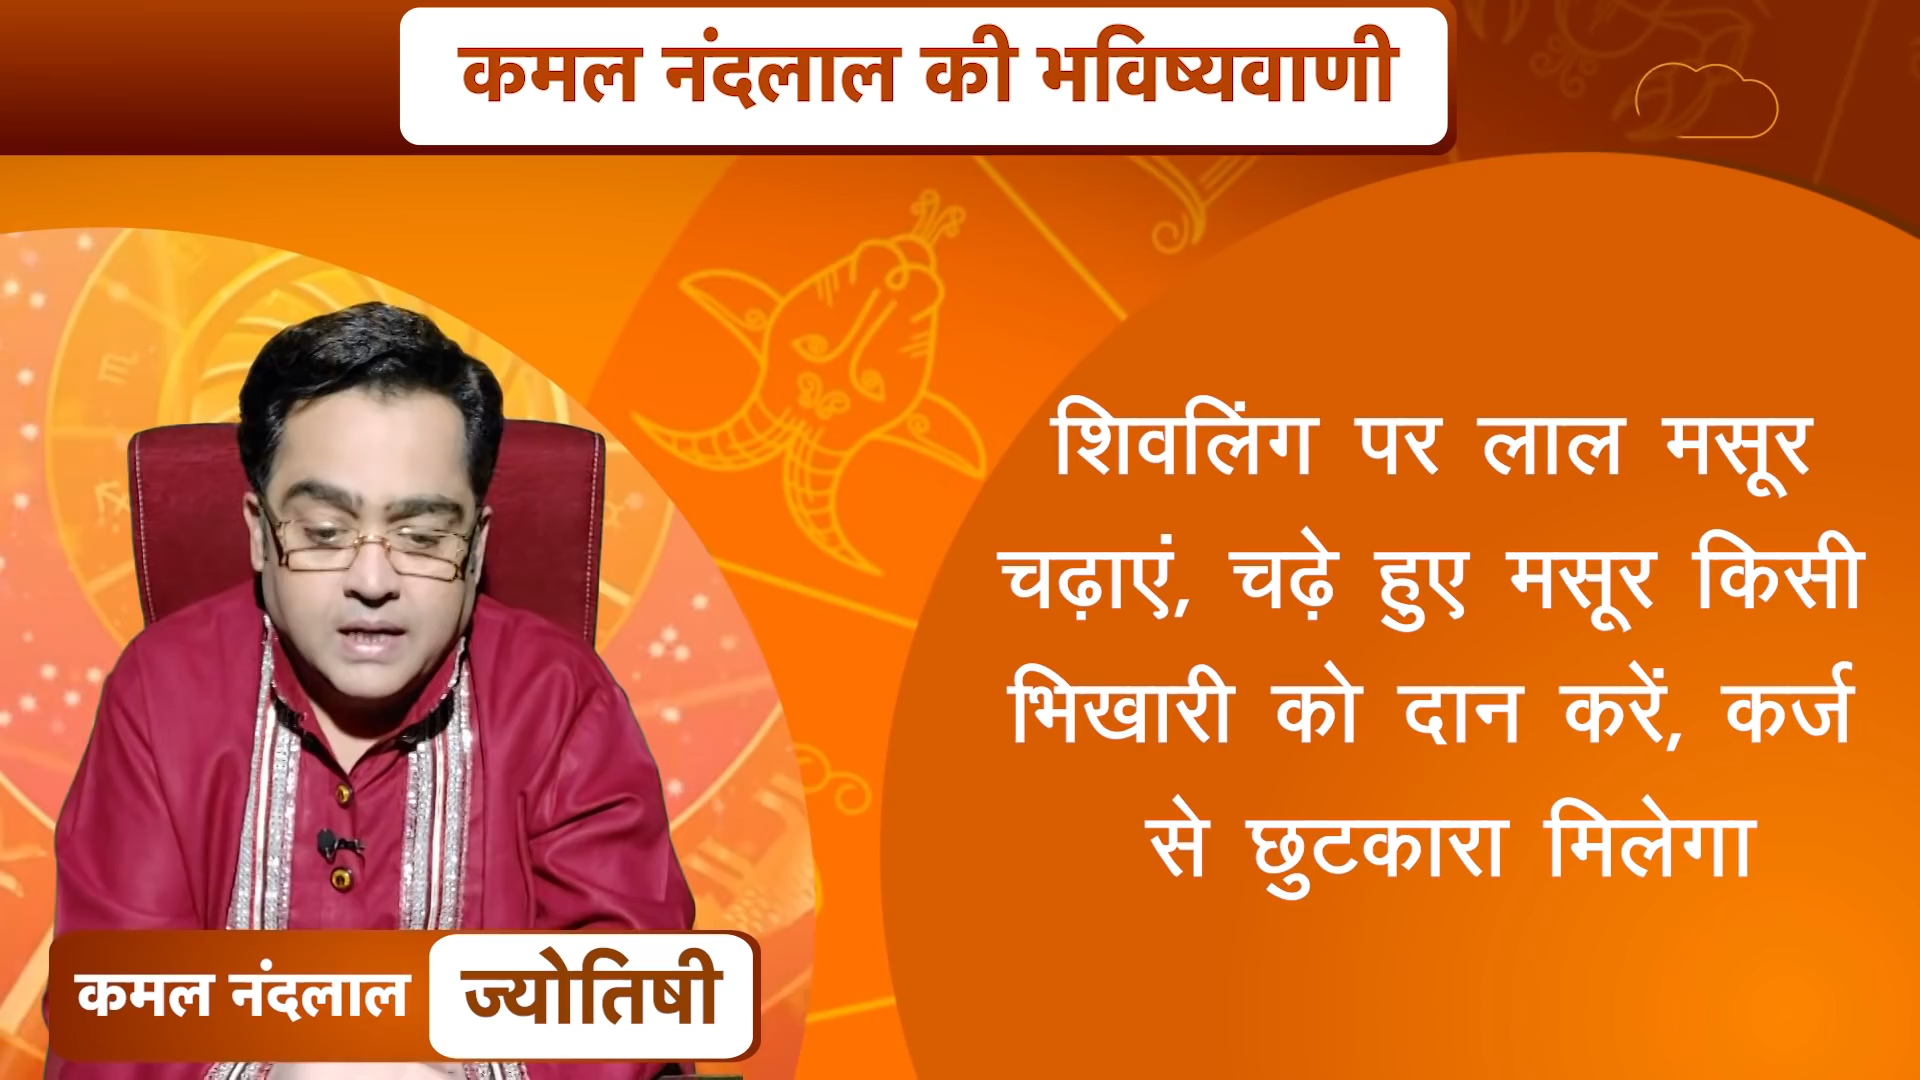 कमल नंदलाल की भविष्यवाणी
शिवलिंग पर लाल मसूर
चढ़ाएं, चढ़े हुए मसूर किसी
भिखारी को दान करें, कर्ज
से छुटकारा मिलेगा
कमल नंदलाल ज्योतिषी